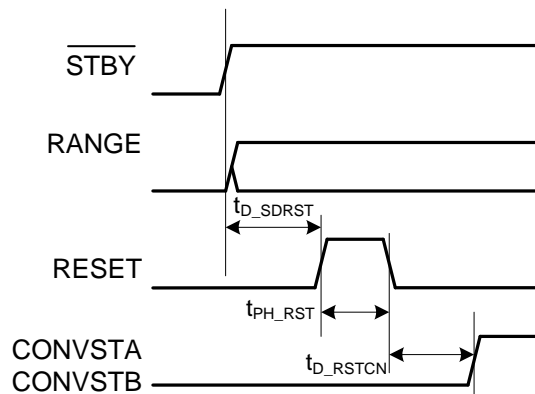 STBY
RANGE
tD_SDRST
RESET
tPH_RST
CONVSTA
CONVSTB
tD_RSTCN